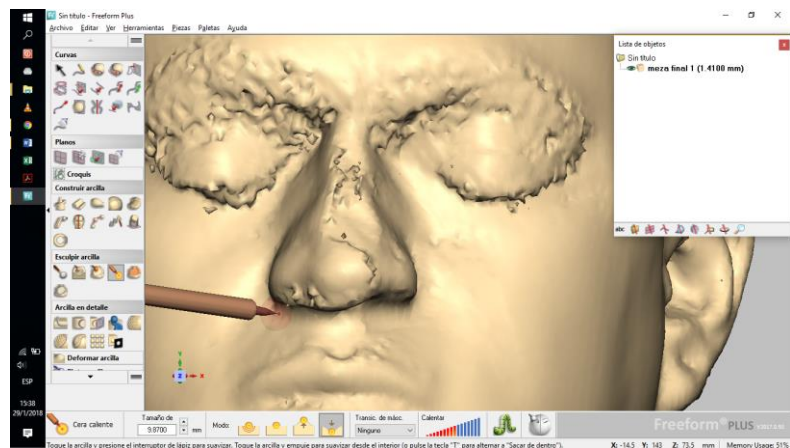 Sin título - Freeform Plus
Archivo Editar Ver Herramientas Piezas Paletas Ayuda
Curvas
Planos
Croquis
Construir arcilla
Esculpir arcilla
Arcilla en detalle
Deformar arcilla
Lista de objetos
Sin título
meza final 1 (1.4100 mm)
abc
ESP
15:38
29/1/2018
Cera caliente
Tamaño de
9.9700 mm
Modo:
Transic. de másc.
Ninguno
Calentar
Freeform PLUS
Toque la arcilla y presione el interruptor de lápiz para suavizar. Toque la arcilla y empuje para suavizar desde el interior (o pulse la tecla "T" para alternar a "Sacar de dentro").
X: -14.5 Y: 143 Z: 73.5 mm Memory Usage: 51%